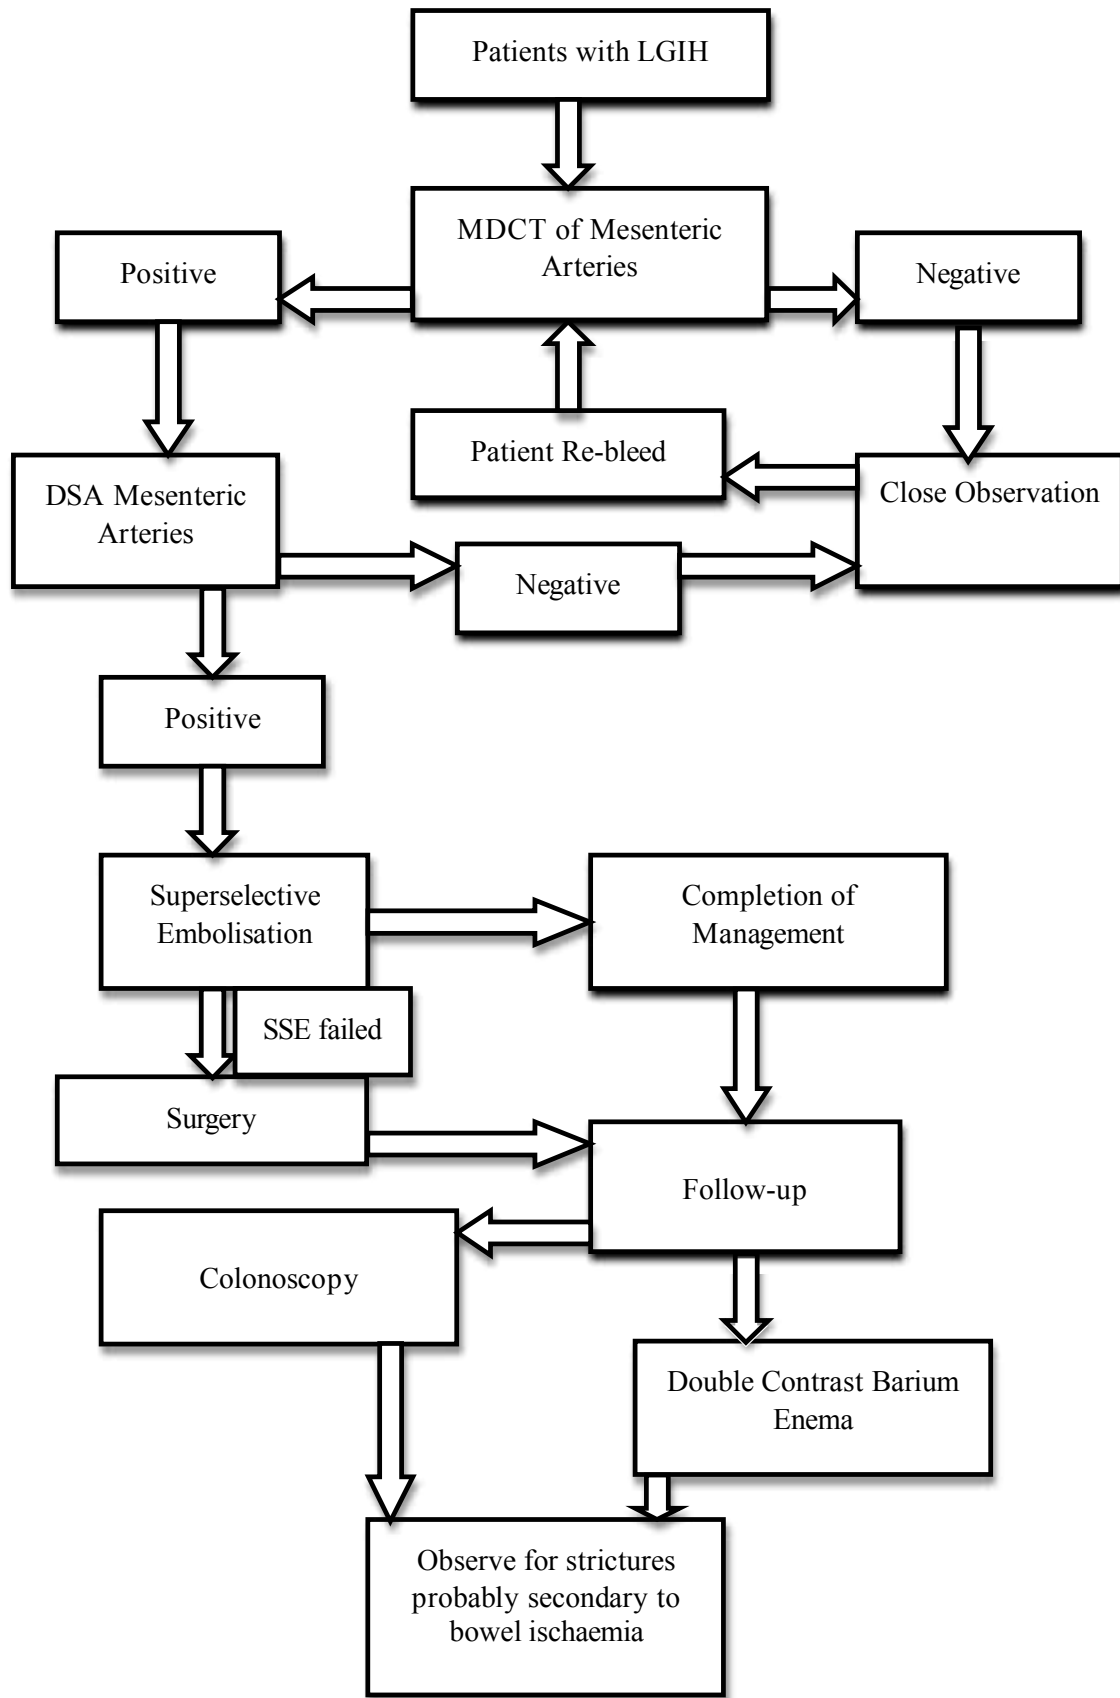 Patients with LGIH
MDCT of Mesenteric
Arteries
Positive
Negative
Patient Re-bleed
DSA Mesenteric
Arteries
Close Observation
Negative
Positive
Superselective
Embolisation
Completion of
Management
SSE failed
Surgery
Follow-up
Colonoscopy
Double Contrast Barium
Enema
Observe for strictures
probably secondary to
bowel ischaemia